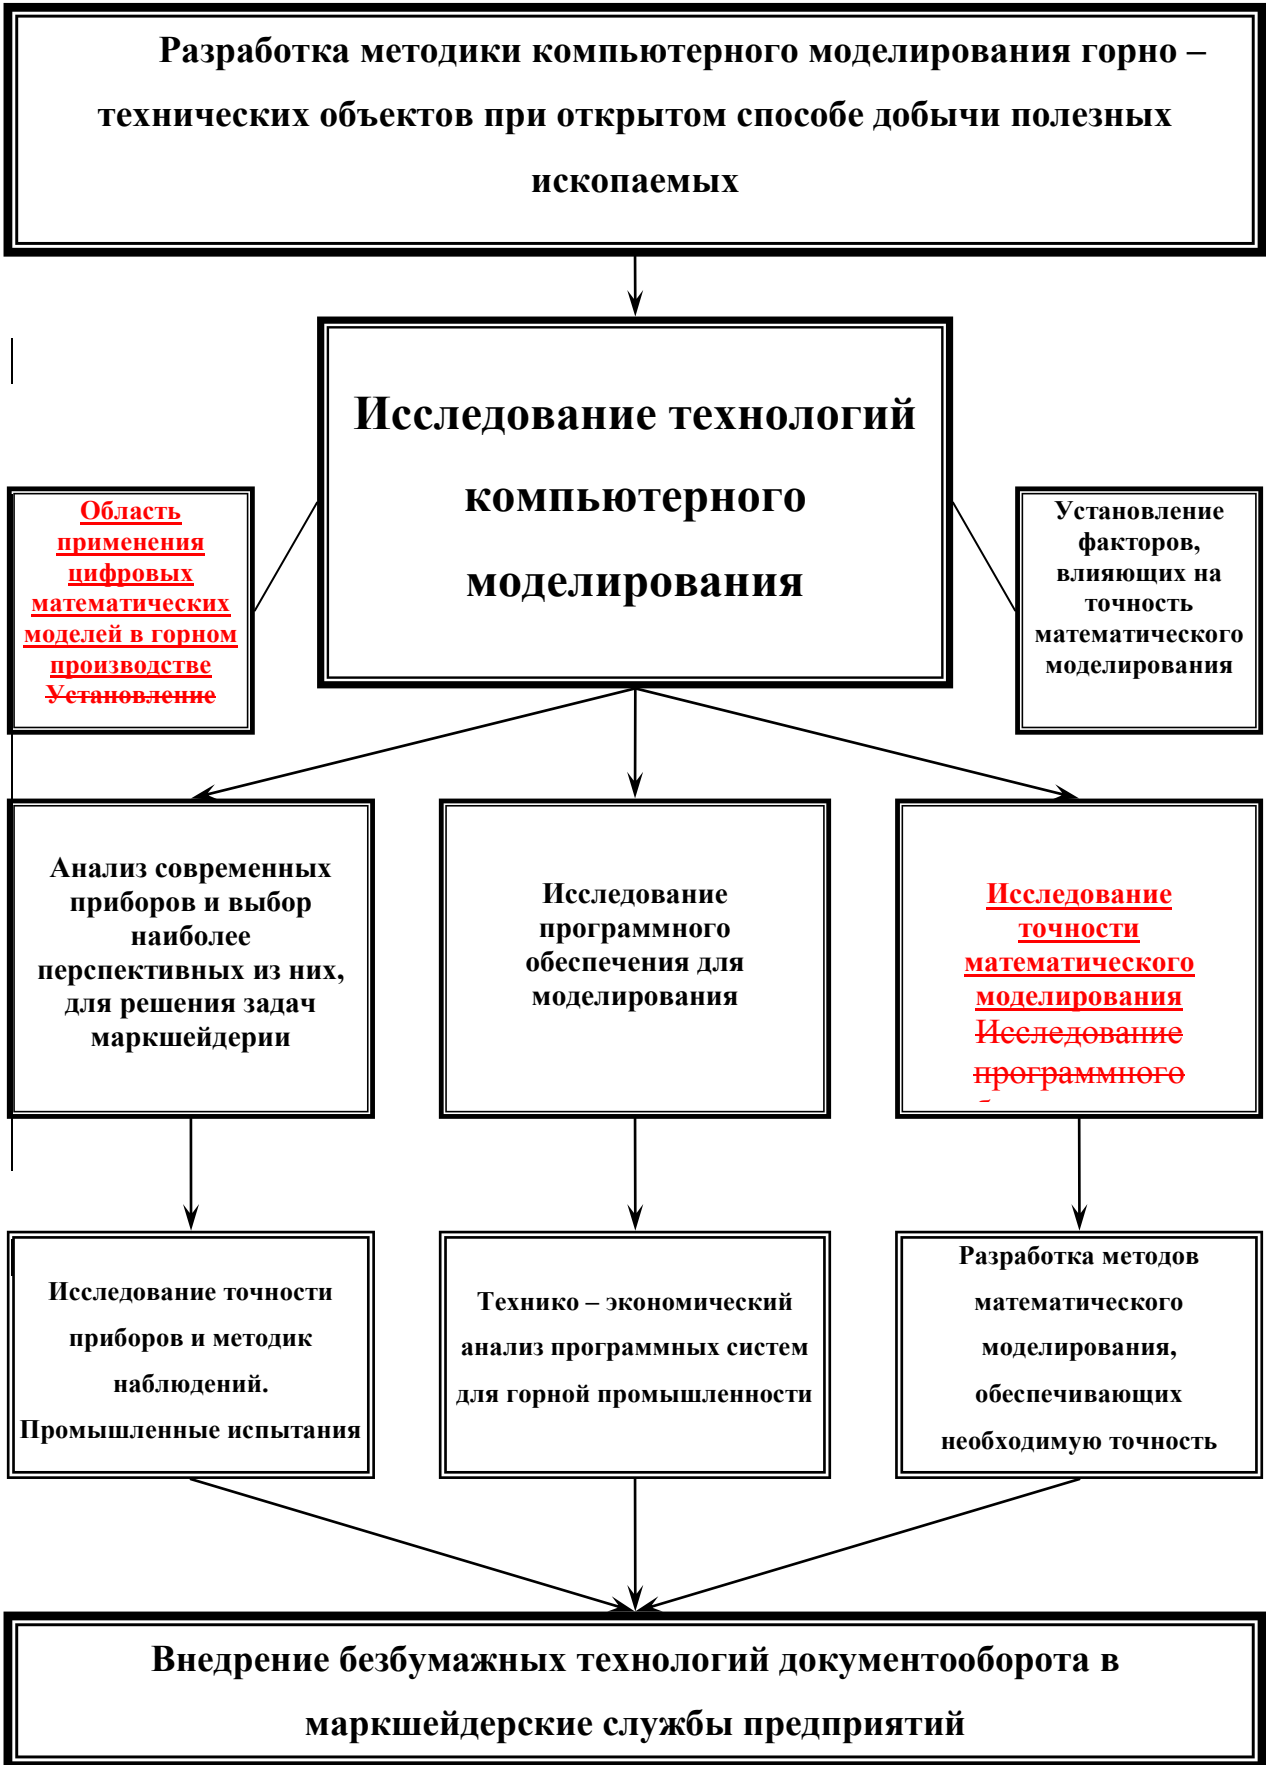 Разработка методики компьютерного моделирования горно –
технических объектов при открытом способе добычи полезных
ископаемых
Исследование технологий
компьютерного
моделирования
Область
применения
цифровых
математических
моделей в горном
производстве
Установление
Установление
факторов,
влияющих на
точность
математического
моделирования
Анализ современных
приборов и выбор
наиболее
перспективных из них,
для решения задач
маркшейдерии
Исследование
программного
обеспечения для
моделирования
Исследование
точности
математического
моделирования
Исследование
программного
Исследование точности
приборов и методик
наблюдений.
Промышленные испытания
Технико – экономический
анализ программных систем
для горной промышленности
Разработка методов
математического
моделирования,
обеспечивающих
необходимую точность
Внедрение безбумажных технологий документооборота в
маркшейдерские службы предприятий